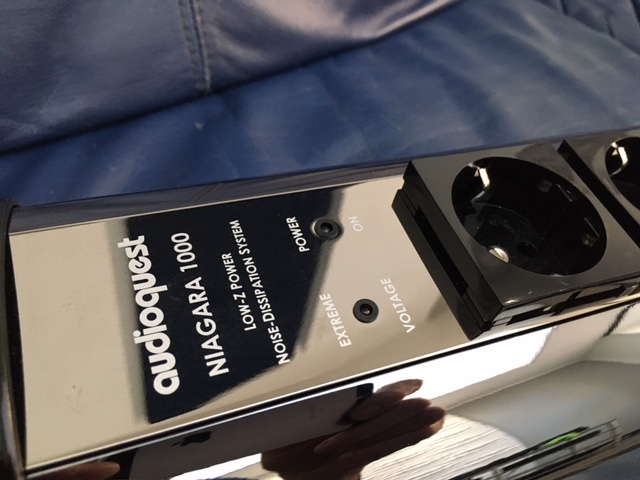 audioquest
NIAGARA 1000
LOW-Z POWER
NOISE-DISSIPATION SYSTEM
POWER ON
EXTREME VOLTAGE